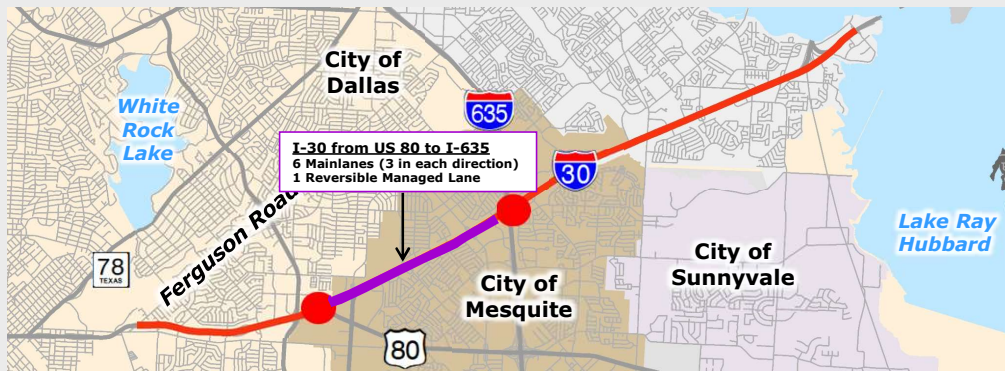 City of
Dallas
White
Rock
Lake
635
I-30 from US 80 to I-635
6 Mainlanes (3 in each direction)
1 Reversible Managed Lane
30
Ferguson Road
78
TEXAS
City of
Sunnyvale
Lake Ray
Hubbard
City of
Mesquite
80